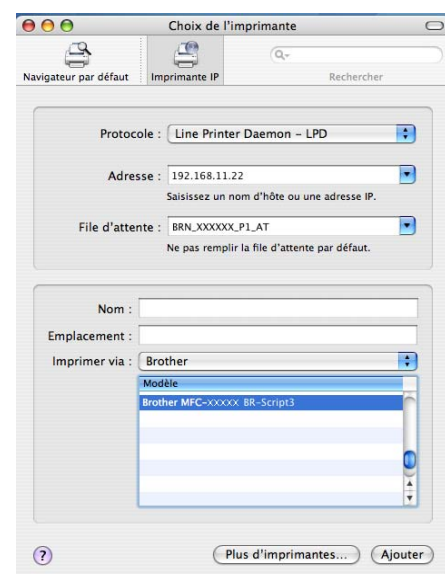 Choix de l'imprimante
Navigateur par défaut
Imprimante IP
Rechercher
Protocole : Line Printer Daemon – LPD
Adresse : 192.168.11.22
Saisissez un nom d'hôte ou une adresse IP.
File d'attente : BRN_XXXXXX_P1_AT
Ne pas remplir la file d'attente par défaut.
Nom :
Emplacement :
Imprimer via : Brother
Modèle
Brother MFC-XXXXX BR-Script3
? Plus d'imprimantes... Ajouter